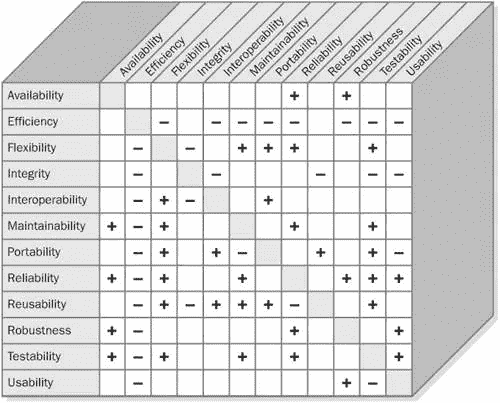 Availability
Efficiency
Flexibility
Integrity
Interoperability
Maintainability
Portability
Reliability
Reusability
Robustness
Testability
Usability
Availability + +
Efficiency – – – – – – – –
Flexibility – – + + + +
Integrity – – – – –
Interoperability – + – +
Maintainability + – + + +
Portability – + + – + + –
Reliability + – + + + + +
Reusability – + – + + + – +
Robustness + – + +
Testability + – + + + +
Usability – + –